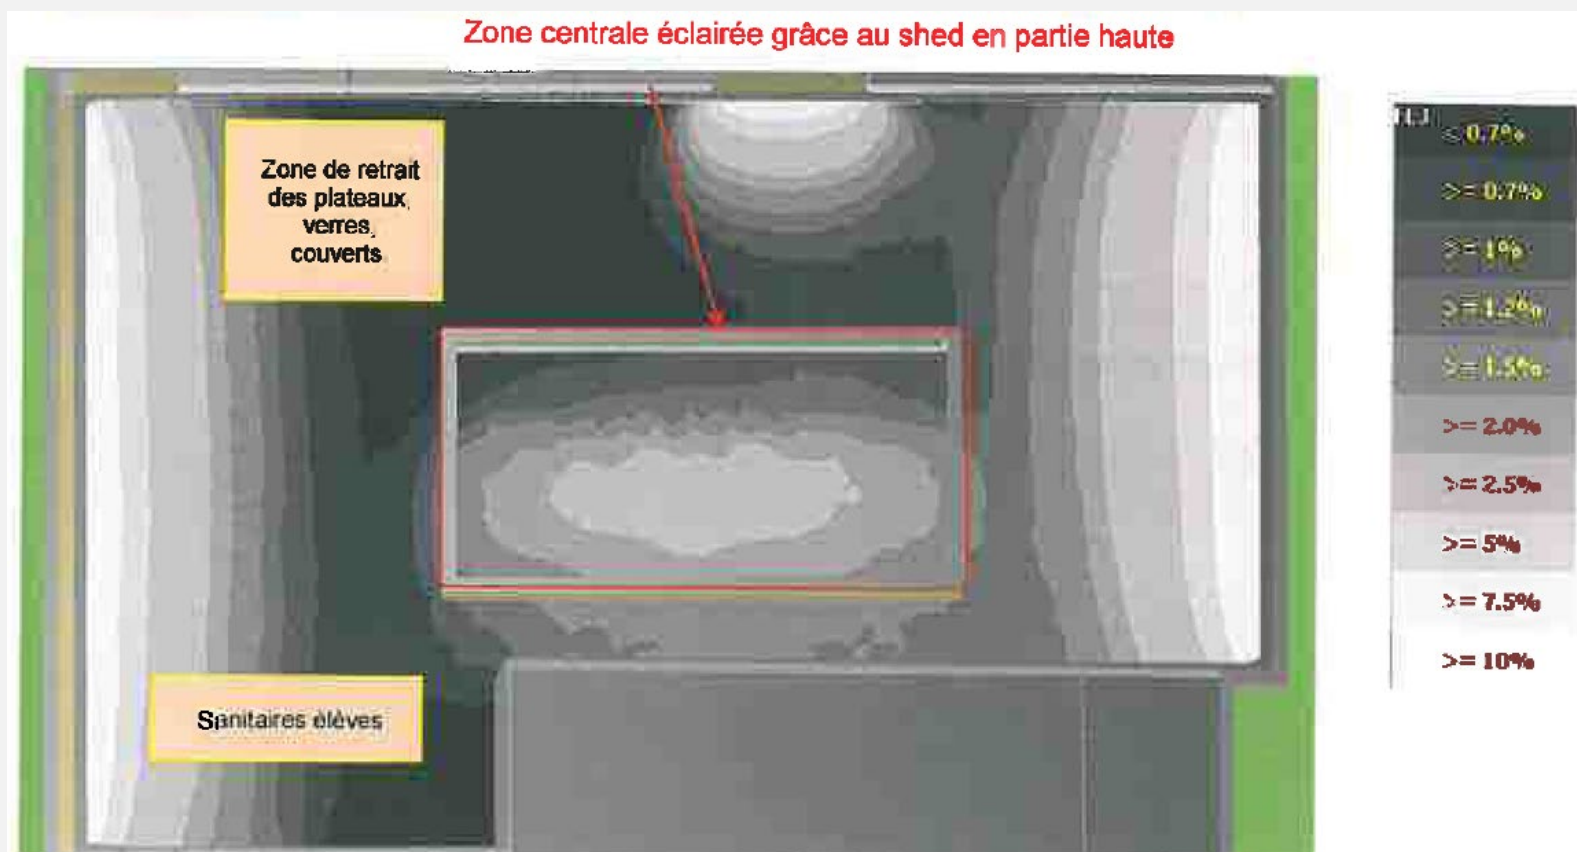 Zone centrale éclairée grâce au shed en partie haute
Zone de retrait
des plateaux,
verres,
couverts
Sanitaires élèves
< 0.7%
>= 0.7%
>= 1%
>= 1.2%
>= 1.5%
>= 2.0%
>= 2.5%
>= 5%
>= 7.5%
>= 10%